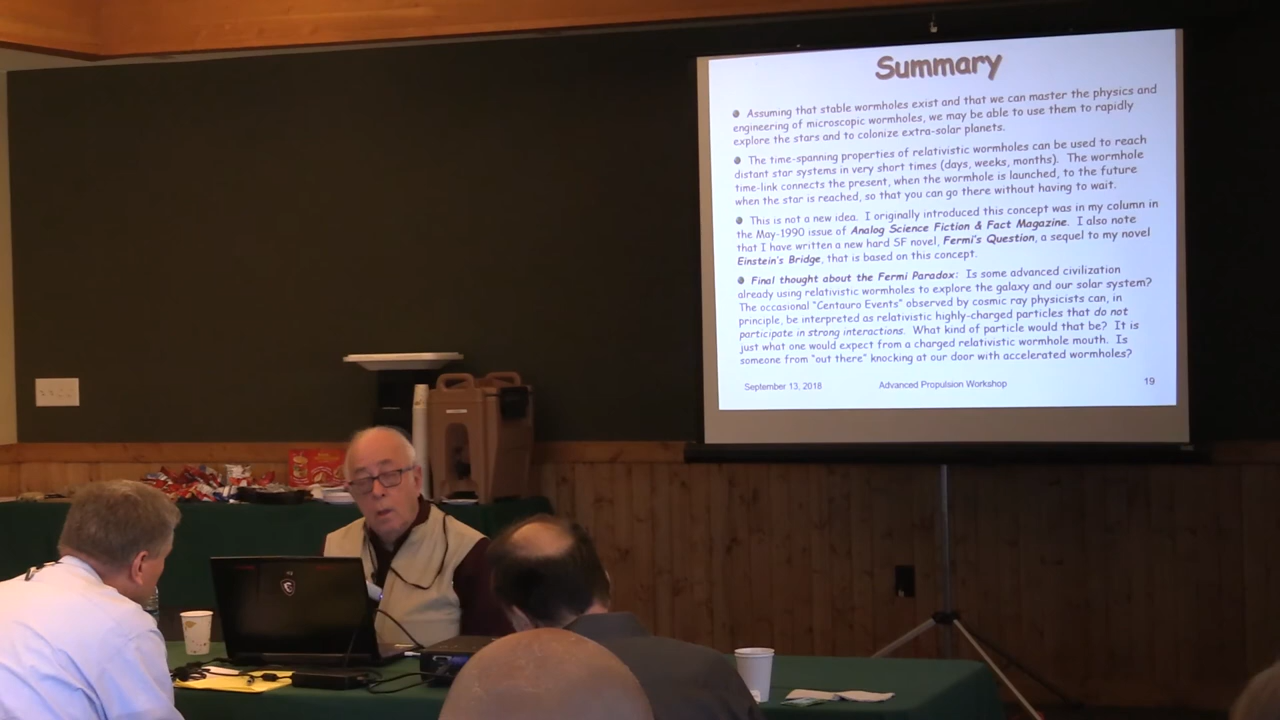 Summary
Assuming that stable wormholes exist and that we can master the physics and
engineering of microscopic wormholes, we may be able to use them to rapidly
explore the stars and to colonize extra-solar planets.
The time-spanning properties of relativistic wormholes can be used to reach
distant star systems in very short times (days, weeks, months). The wormhole
time-link connects the present, when the wormhole is launched, to the future
when the star is reached, so that you can go there without having to wait.
This is not a new idea. I originally introduced this concept was in my column in
the May-1990 issue of Analog Science Fiction & Fact Magazine. I also note
that I have written a new hard SF novel, Fermi's Question, a sequel to my novel
Einstein's Bridge, that is based on this concept.
Final thought about the Fermi Paradox: Is some advanced civilization
already using relativistic wormholes to explore the galaxy and our solar system?
The occasional "Centauro Events" observed by cosmic ray physicists can, in
principle, be interpreted as relativistic highly-charged particles that do not
participate in strong interactions. What kind of particle would that be? It is
just what one would expect from a charged relativistic wormhole mouth. Is
someone from "out there" knocking at our door with accelerated wormholes?
September 13, 2018 Advanced Propulsion Workshop 19